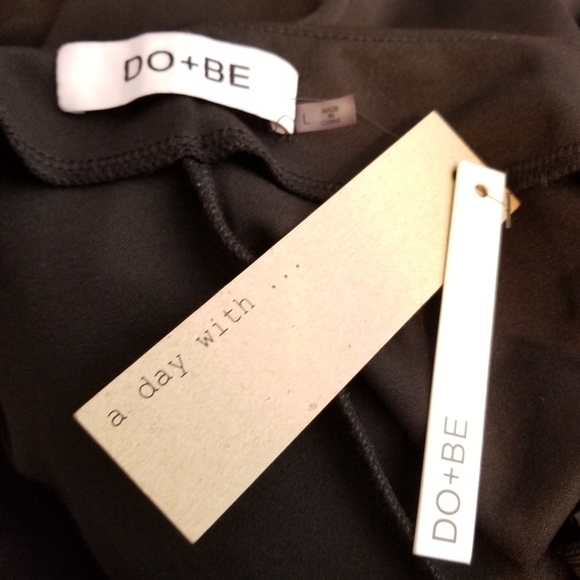 DO+BE
L
MADE
IN
CHINA
a day with ...
DO+BE